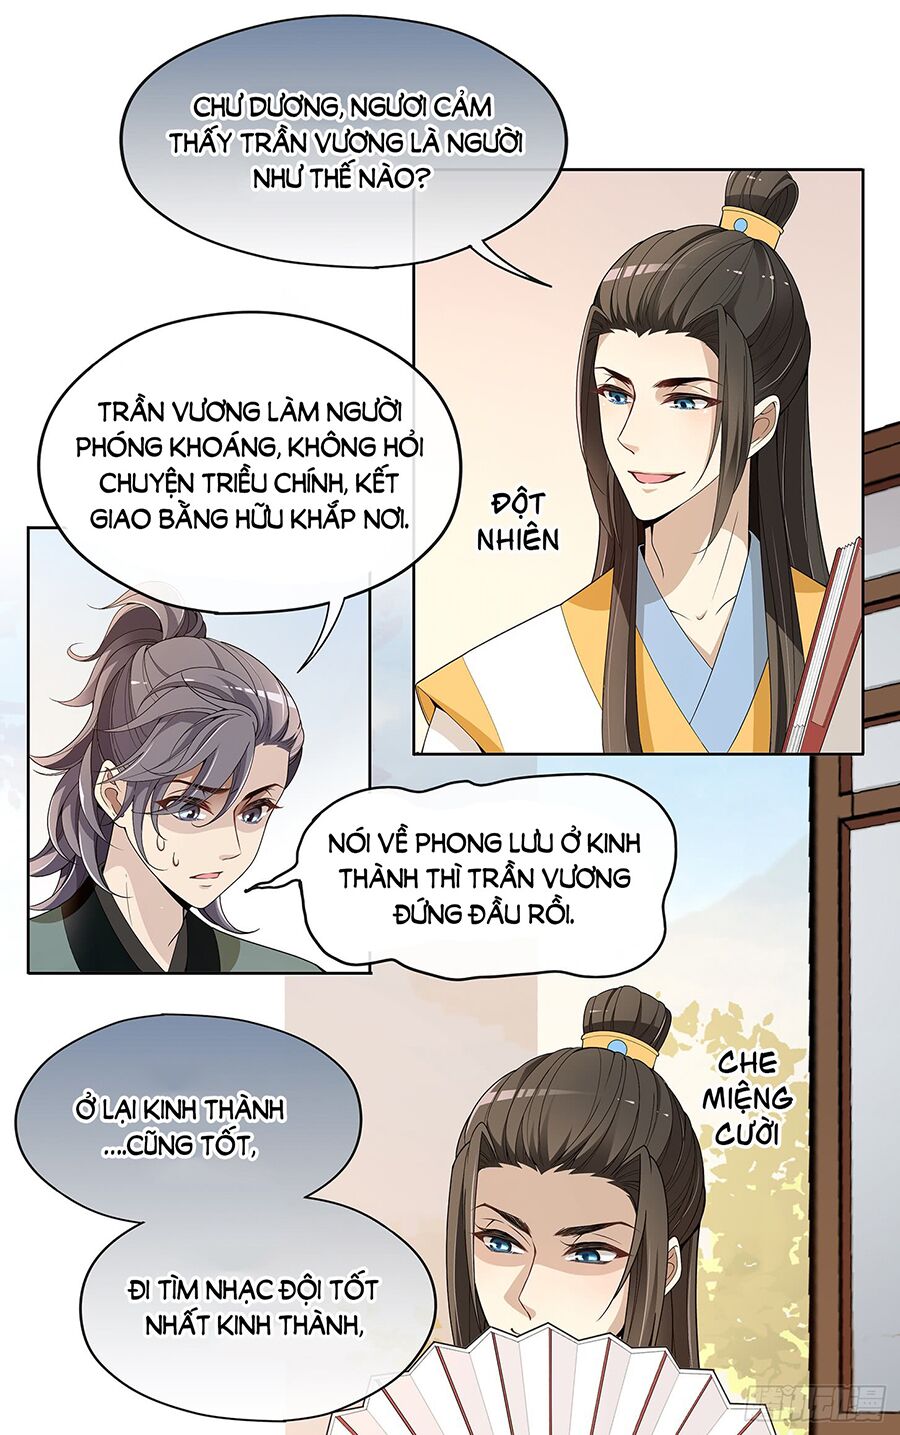 CHƯ DƯƠNG, NGƯƠI CẢM
THẤY TRẦN VƯƠNG LÀ NGƯỜI
NHƯ THẾ NÀO?
TRẦN VƯƠNG LÀM NGƯỜI
PHÓNG KHOÁNG, KHÔNG HỎI
CHUYỆN TRIỀU CHÍNH, KẾT
GIAO BẰNG HỮU KHẮP NƠI.
ĐỘT
NHIÊN
NÓI VỀ PHONG LƯU Ở KINH
THÀNH THÌ TRẦN VƯƠNG
ĐỨNG ĐẦU RỒI.
CHE
MIỆNG
CƯỜI
Ở LẠI KINH THÀNH
....CŨNG TỐT,
ĐI TÌM NHẠC ĐỘI TỐT
NHẤT KINH THÀNH,